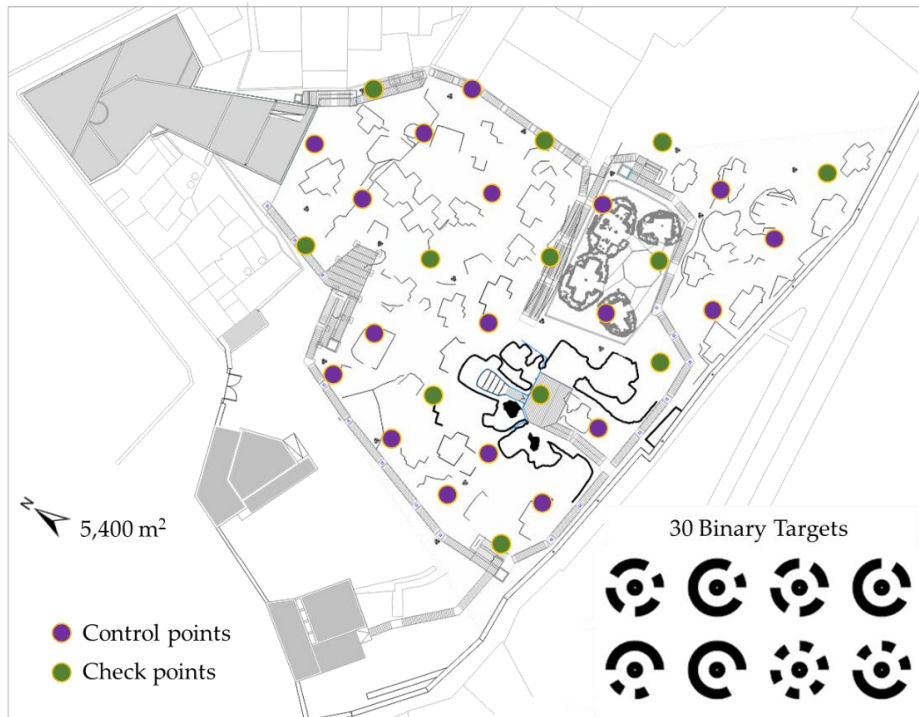 N
5,400 m²
30 Binary Targets
Control points
Check points